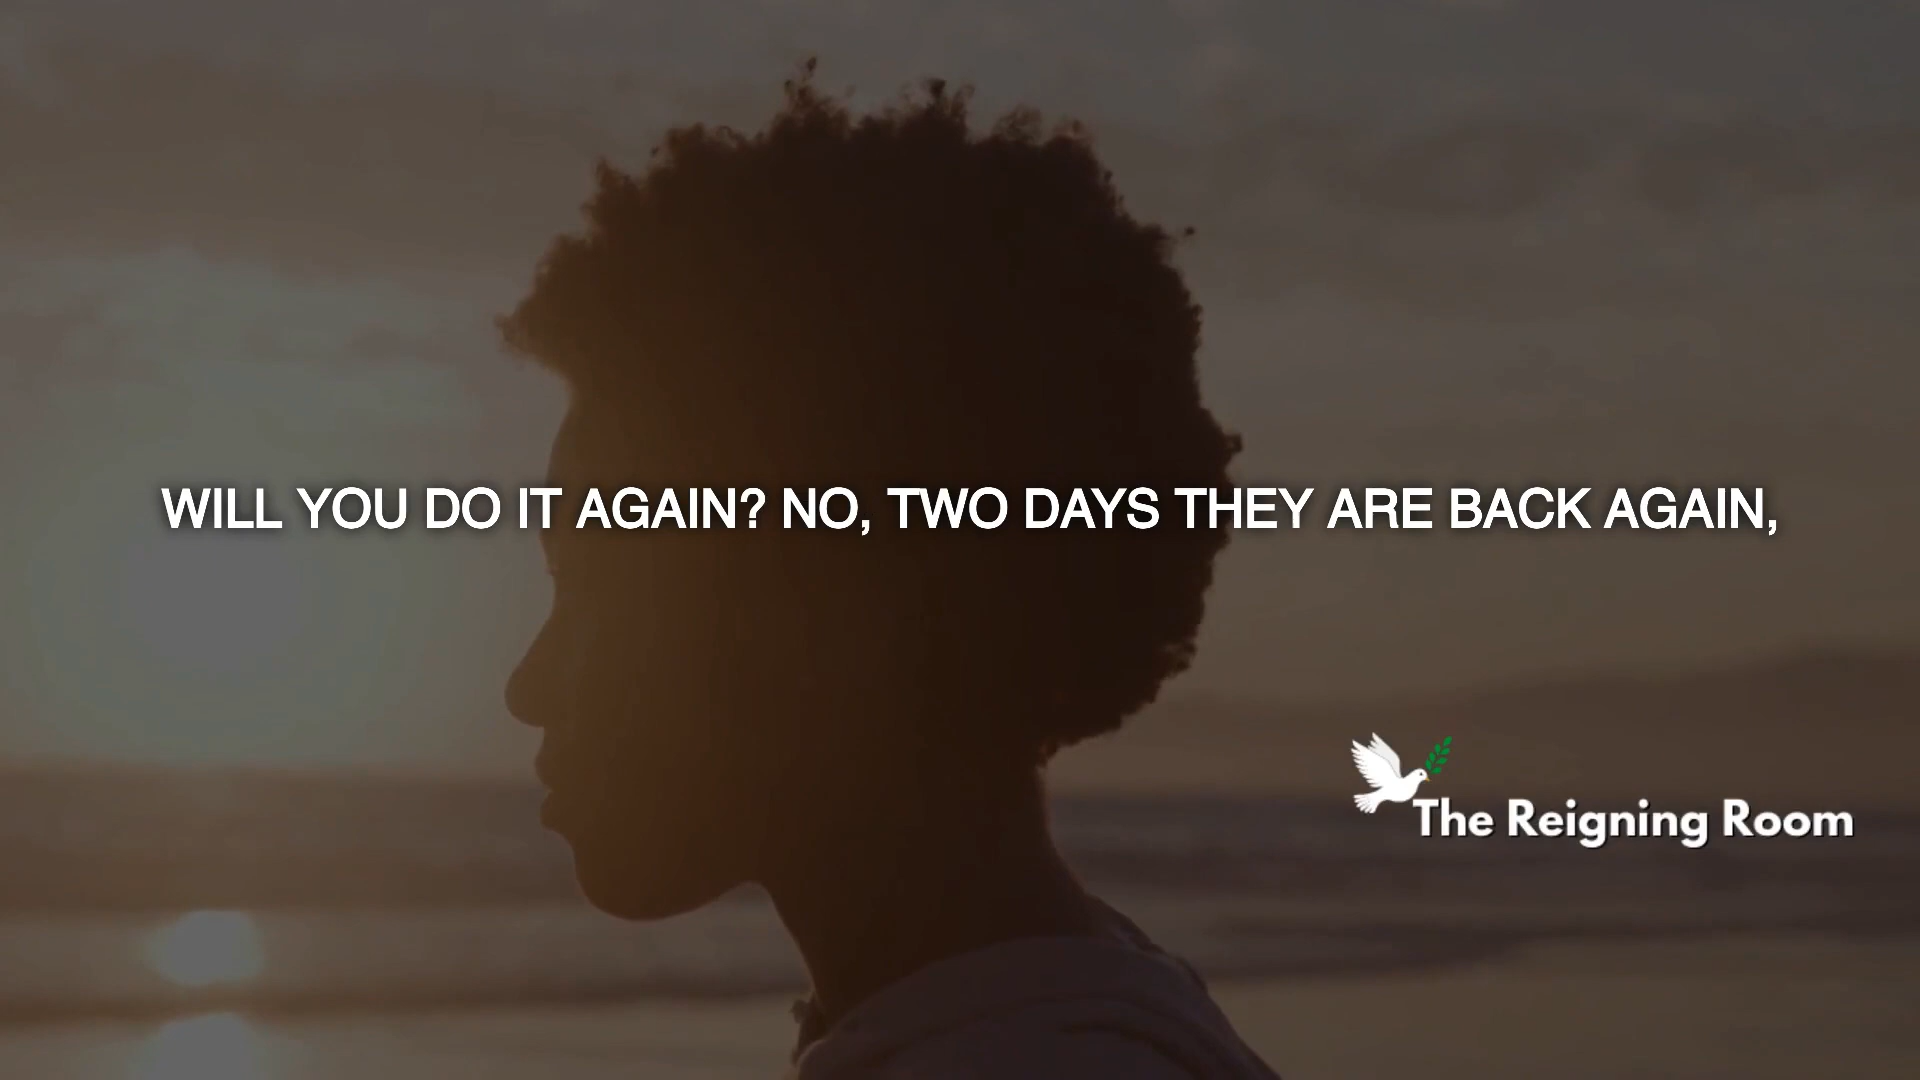 WILL YOU DO IT AGAIN? NO, TWO DAYS THEY ARE BACK AGAIN,
The Reigning Room